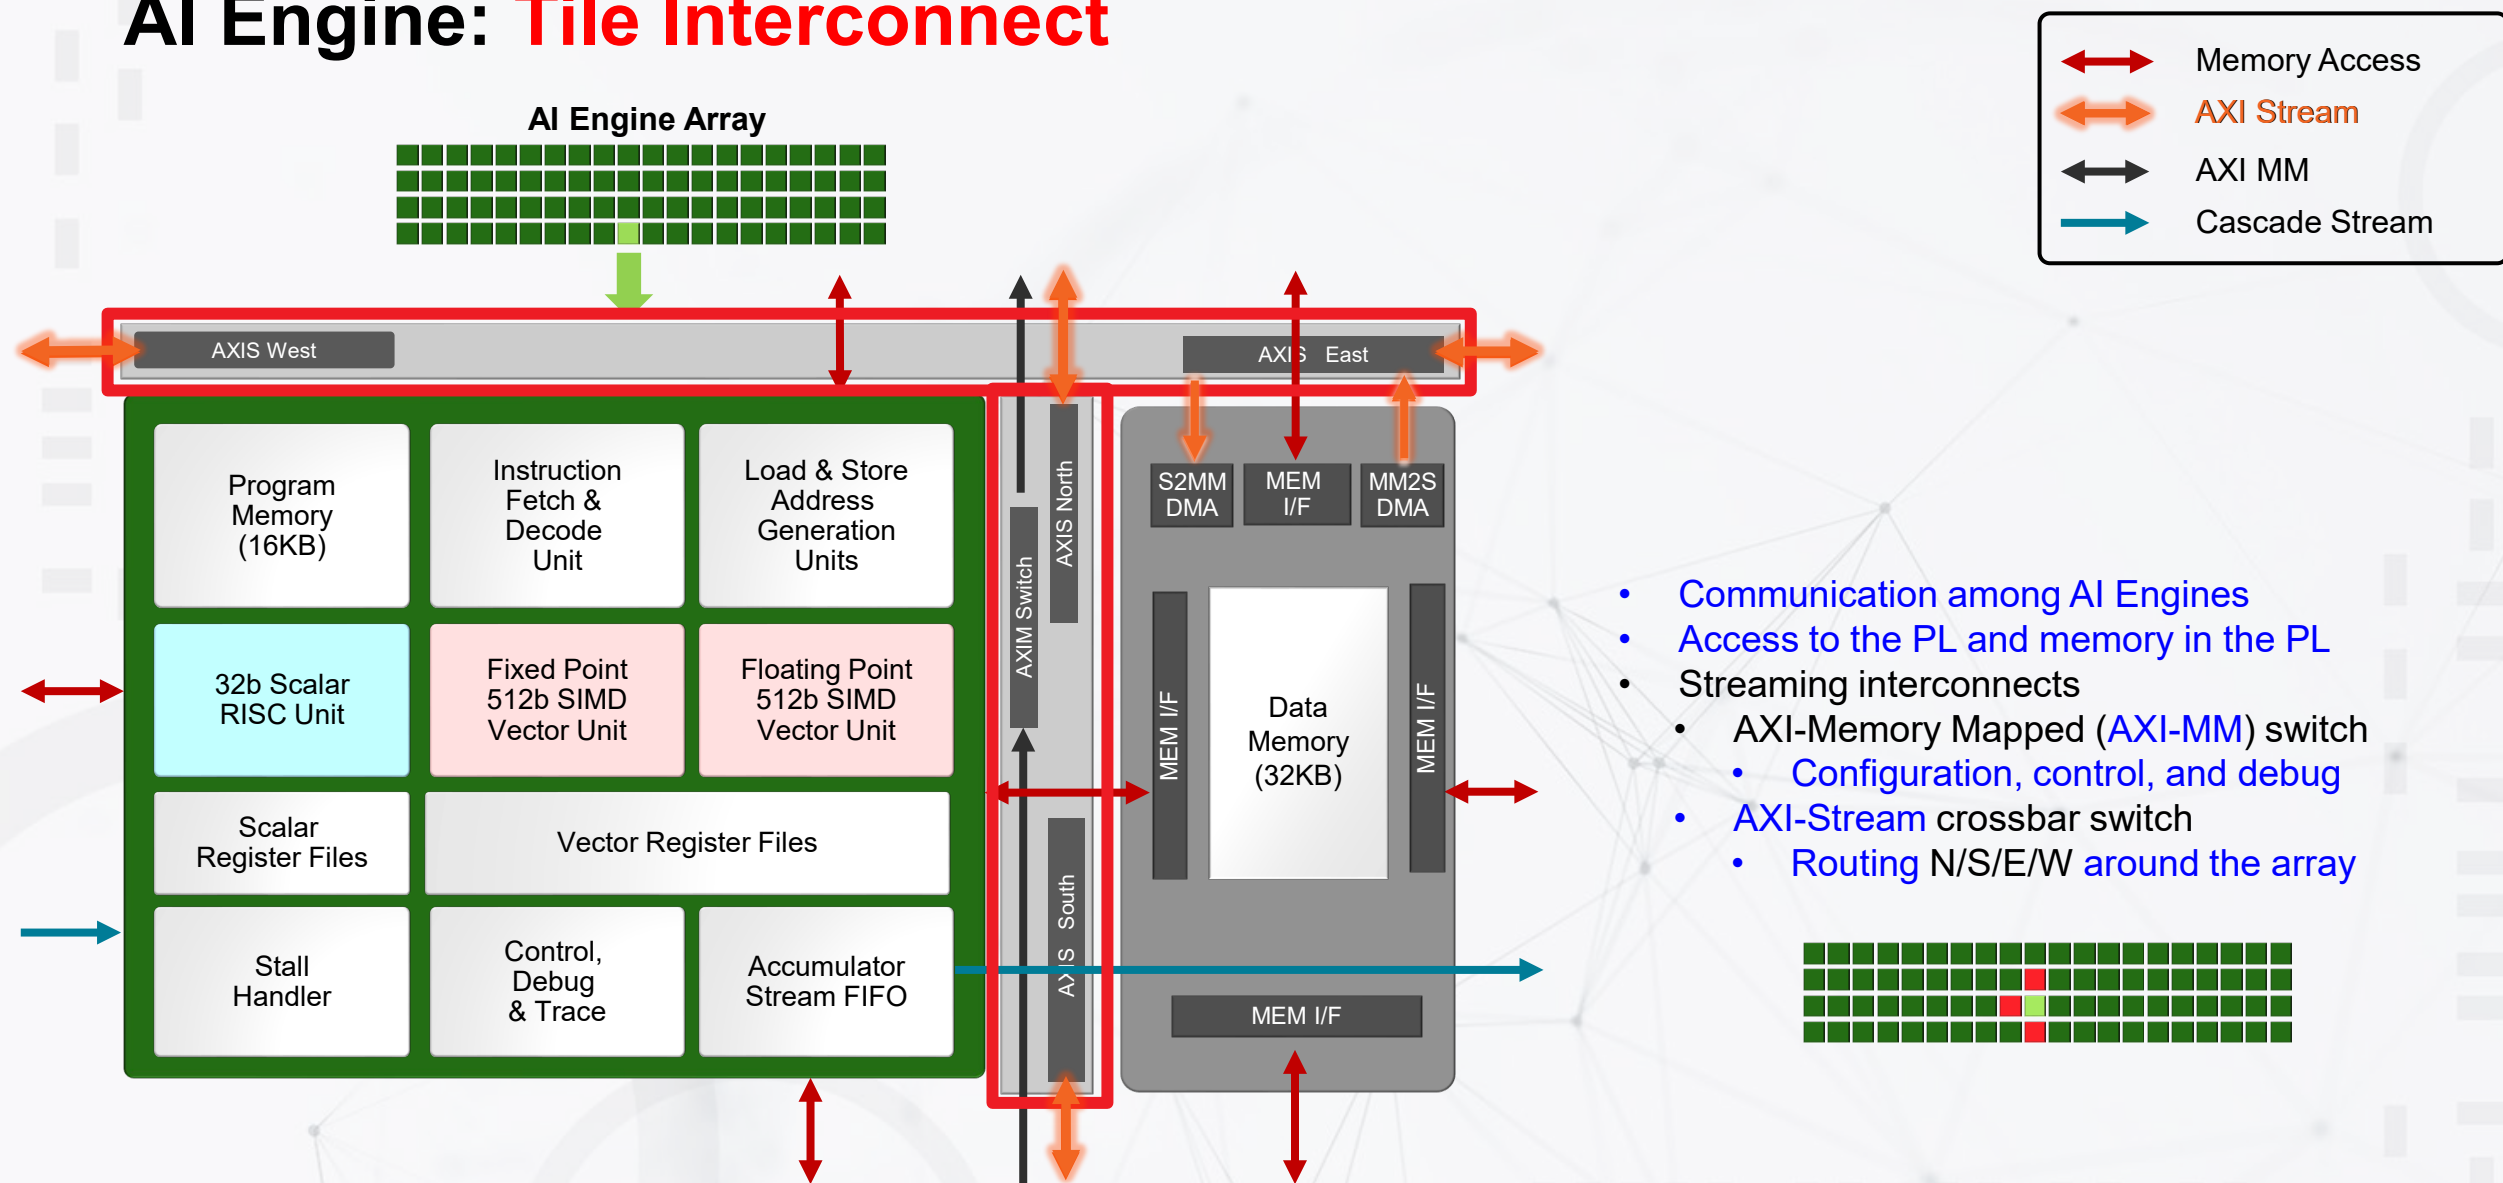 AI Engine: Tile Interconnect
Memory Access
AXI Stream
AXI MM
Cascade Stream
AI Engine Array
AXIS West
AXIS East
Program
Memory
(16KB)
Instruction
Fetch &
Decode
Unit
Load & Store
Address
Generation
Units
32b Scalar
RISC Unit
Fixed Point
512b SIMD
Vector Unit
Floating Point
512b SIMD
Vector Unit
Scalar
Register Files
Vector Register Files
Stall
Handler
Control,
Debug
& Trace
Accumulator
Stream FIFO
AXIM Switch
AXIS North
AXIS South
S2MM
DMA
MEM
I/F
MM2S
DMA
MEM I/F
Data
Memory
(32KB)
MEM I/F
MEM I/F
• Communication among AI Engines
• Access to the PL and memory in the PL
• Streaming interconnects
• AXI-Memory Mapped (AXI-MM) switch
• Configuration, control, and debug
• AXI-Stream crossbar switch
• Routing N/S/E/W around the array